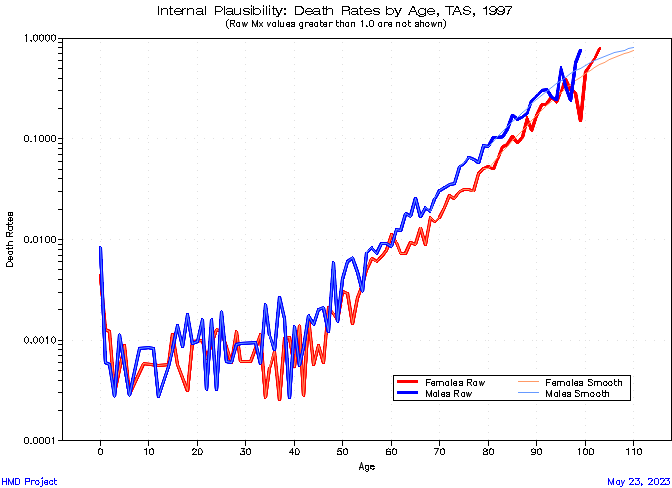 Internal Plausibility: Death Rates by Age, TAS, 1997
(Raw Mx values greater than 1.0 are not shown)
1.0000
0.1000
0.0100
0.0010
0.0001
Death Rates
0 10 20 30 40 50 60 70 80 90 100 110
Age
Females Raw Females Smooth
Males Raw Males Smooth
HMD Project May 23, 2023